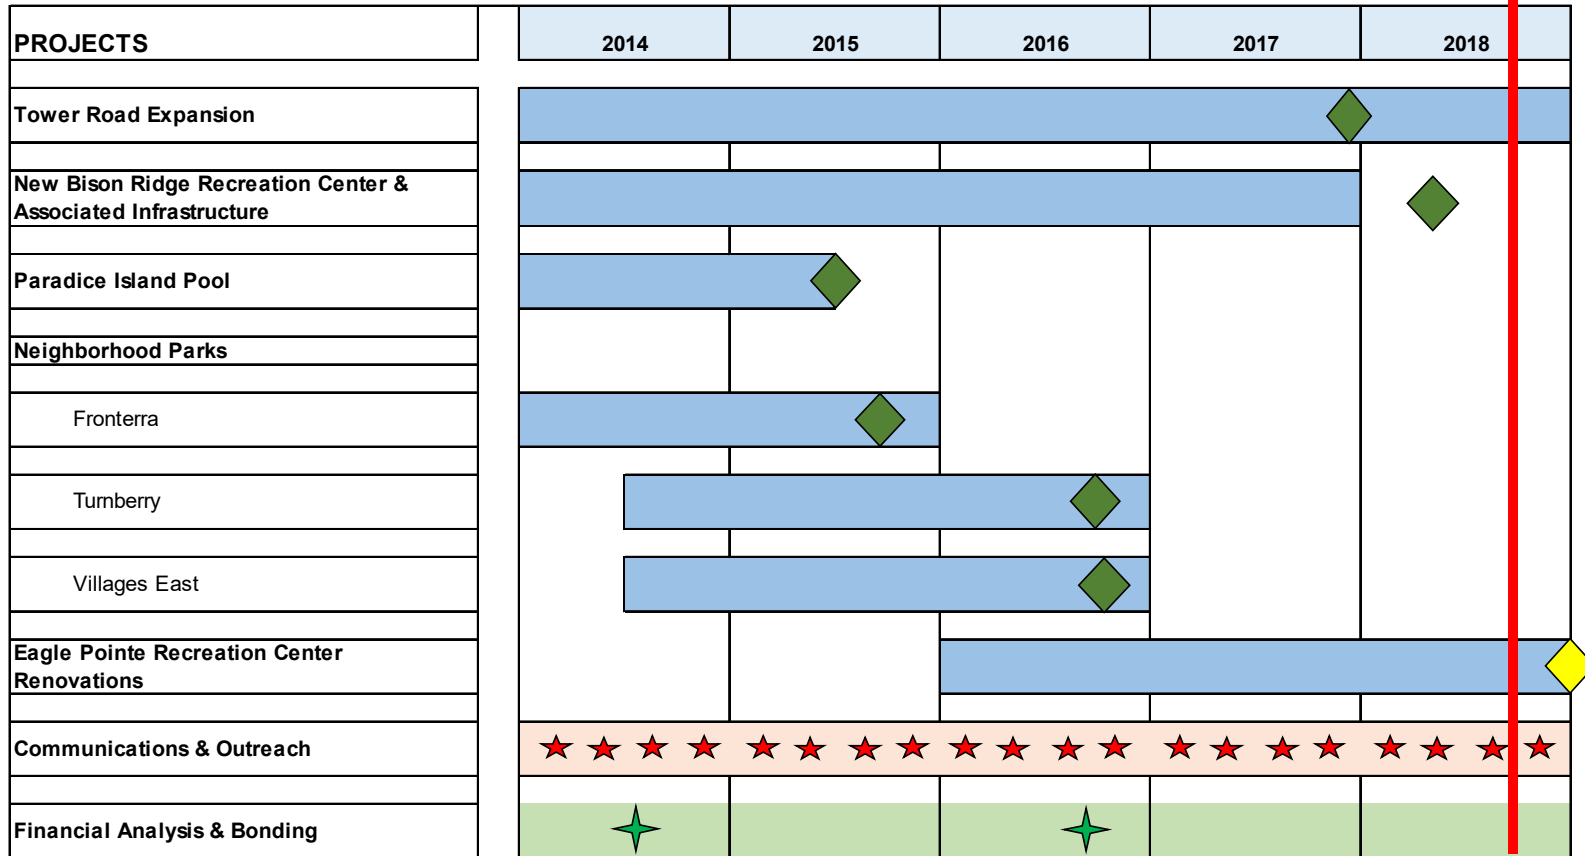 PROJECTS 2014 2015 2016 2017 2018
Tower Road Expansion
New Bison Ridge Recreation Center &
Associated Infrastructure
Paradice Island Pool
Neighborhood Parks
Fronterra
Turnberry
Villages East
Eagle Pointe Recreation Center
Renovations
Communications & Outreach
Financial Analysis & Bonding